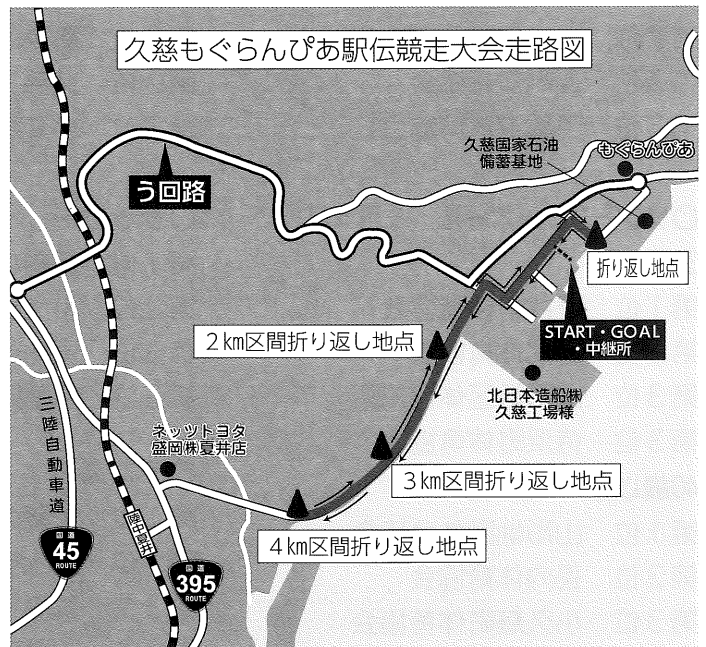 久慈もぐらんぴあ駅伝競走大会走路図
久慈国家石油
備蓄基地
もぐらんぴあ
う回路
折り返し地点
START・GOAL
・中継所
2km区間折り返し地点
北日本造船㈱
久慈工場様
ネッツトヨタ
盛岡㈱夏井店
三陸自動車道
3km区間折り返し地点
4km区間折り返し地点
陸中夏井
国道
45
ROUTE
国道
395
ROUTE